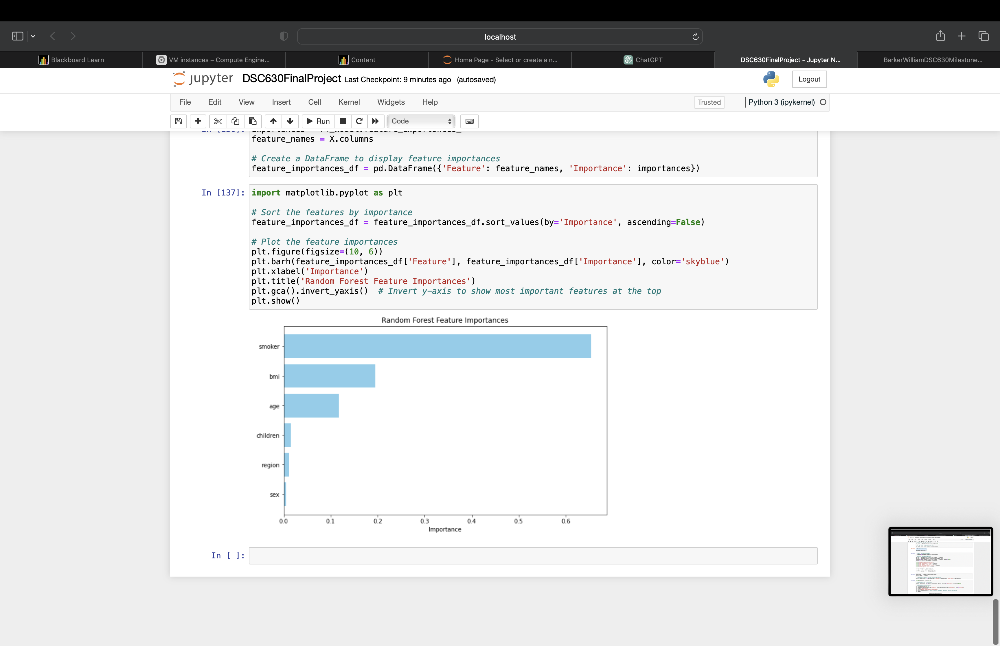 localhost
Blackboard Learn
VM instances – Compute Engine...
Content
Home Page - Select or create a n...
ChatGPT
DSC630FinalProject - Jupyter N...
BarkerWilliamDSC630Milestone...
jupyter DSC630FinalProject Last Checkpoint: 9 minutes ago (autosaved)
Logout
File Edit View Insert Cell Kernel Widgets Help
Trusted
Python 3 (ipykernel)
Run
Code
feature_names = X.columns
# Create a DataFrame to display feature importances
feature_importances_df = pd.DataFrame({'Feature': feature_names, 'Importance': importances})
In [137]: import matplotlib.pyplot as plt
# Sort the features by importance
feature_importances_df = feature_importances_df.sort_values(by='Importance', ascending=False)
# Plot the feature importances
plt.figure(figsize=(10, 6))
plt.barh(feature_importances_df['Feature'], feature_importances_df['Importance'], color='skyblue')
plt.xlabel('Importance')
plt.title('Random Forest Feature Importances')
plt.gca().invert_yaxis()  # Invert y-axis to show most important features at the top
plt.show()
Random Forest Feature Importances
smoker
bmi
age
children
region
sex
0.0 0.1 0.2 0.3 0.4 0.5 0.6
Importance
In [ ]: